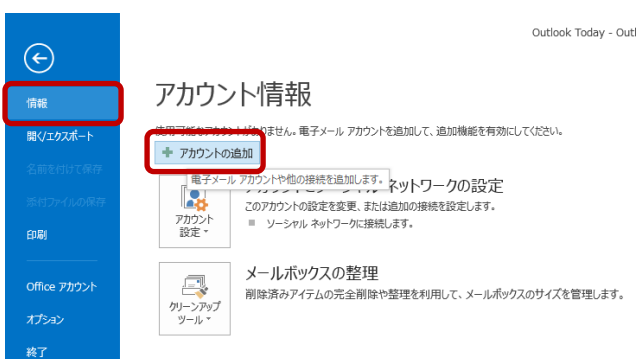 Outlook Today - Outl
情報
開く/エクスポート
名前を付けて保存
添付ファイルの保存
印刷
Office アカウント
オプション
終了
アカウント情報
使用可能なアカウントがありません。電子メール アカウントを追加して、追加機能を有効にしてください。
アカウントの追加
電子メール アカウントや他の接続を追加します。
ネットワークの設定
アカウント
設定
このアカウントの設定を変更、または追加の接続を設定します。
ソーシャル ネットワークに接続します。
クリーンアップ
ツール
メールボックスの整理
削除済みアイテムの完全削除や整理を利用して、メールボックスのサイズを管理します。